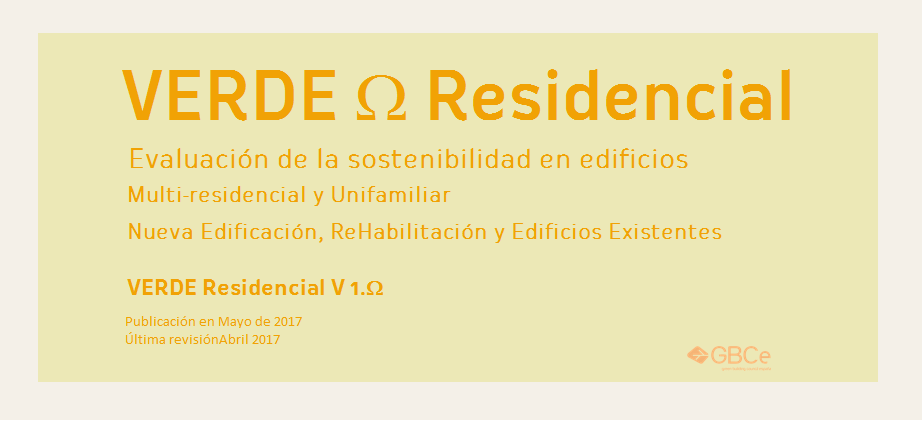 VERDE Ω Residencial
Evaluación de la sostenibilidad en edificios
Multi-residencial y Unifamiliar
Nueva Edificación, ReHabilitación y Edificios Existentes
VERDE Residencial V 1.Ω
Publicación en Mayo de 2017
Última revisiónAbril 2017
GBCe